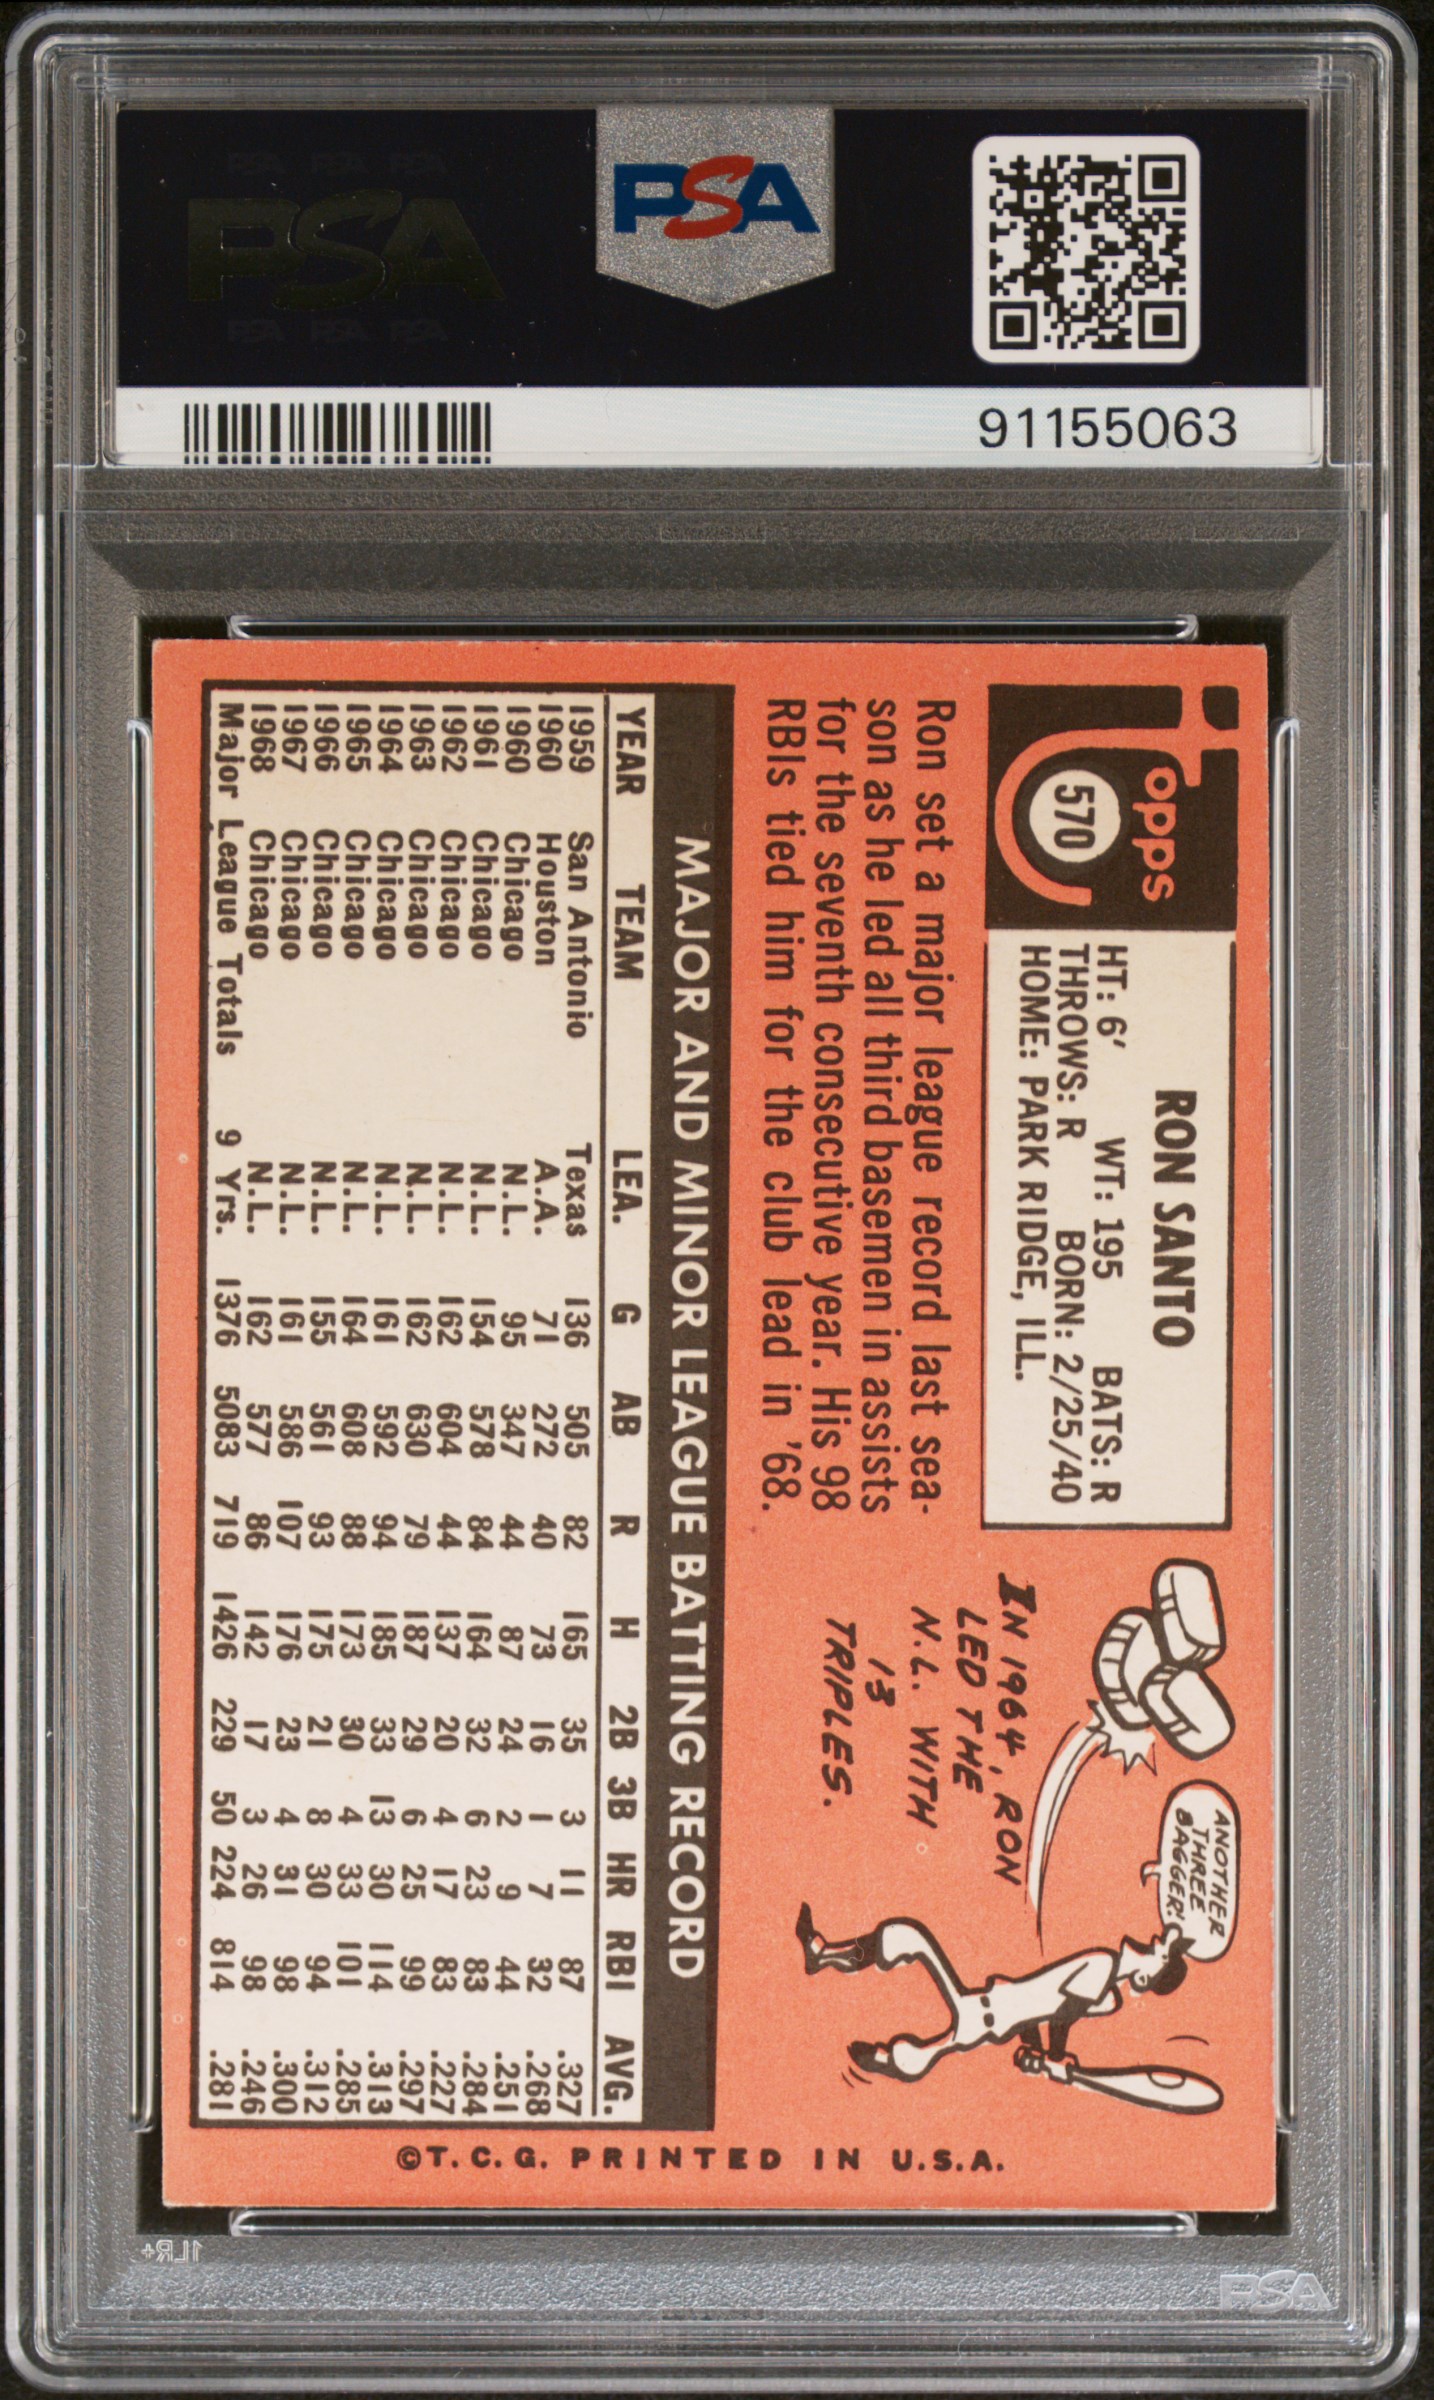 PSA PSA PSA
PSA
PSA PSA PSA
PSA
91155063
Topps
570
RON SANTO
HT: 6' WT: 195 BATS: R
THROWS: R BORN: 2/25/40
HOME: PARK RIDGE, ILL.
Ron set a major league record last sea-
son as he led all third basemen in assists
for the seventh consecutive year. His 98
RBIs tied him for the club lead in '68.
ANOTHER
THREE
BAGGER!
IN 1964, RON
LED THE
N.L. WITH
13
TRIPLES.
MAJOR AND MINOR LEAGUE BATTING RECORD
YEAR TEAM LEA. G AB R H 2B 3B HR RBI AVG.
1959 San Antonio Texas 136 505 82 165 35 3 11 87 .327
1960 Houston A.A. 71 272 40 73 16 1 7 32 .268
1960 Chicago N.L. 95 347 44 87 24 2 9 44 .251
1961 Chicago N.L. 154 578 84 164 32 6 23 83 .284
1962 Chicago N.L. 162 604 44 137 20 4 17 83 .227
1963 Chicago N.L. 162 630 79 187 29 6 25 99 .297
1964 Chicago N.L. 161 592 94 185 33 13 30 114 .313
1965 Chicago N.L. 164 608 88 173 30 4 33 101 .285
1966 Chicago N.L. 155 561 93 175 21 8 30 94 .312
1967 Chicago N.L. 161 586 107 176 23 4 31 98 .300
1968 Chicago N.L. 162 577 86 142 17 3 26 98 .246
Major League Totals 9 Yrs. 1376 5083 719 1426 229 50 224 814 .281
©T.C.G. PRINTED IN U.S.A.
1LR+
PSA